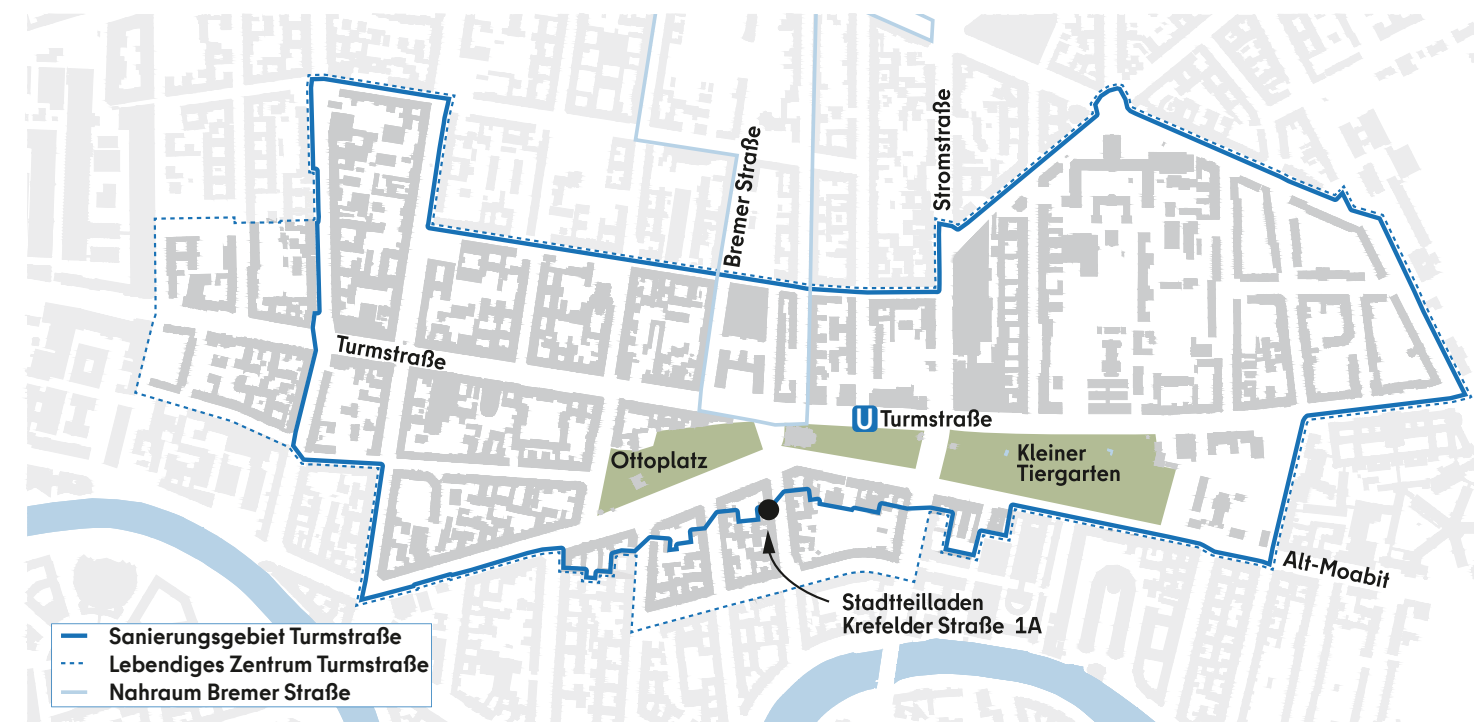 Bremer Straße
Stromstraße
Turmstraße
U Turmstraße
Ottoplatz
Kleiner
Tiergarten
Alt-Moabit
Stadtteilladen
Krefelder Straße 1A
Sanierungsgebiet Turmstraße
Lebendiges Zentrum Turmstraße
Nahraum Bremer Straße